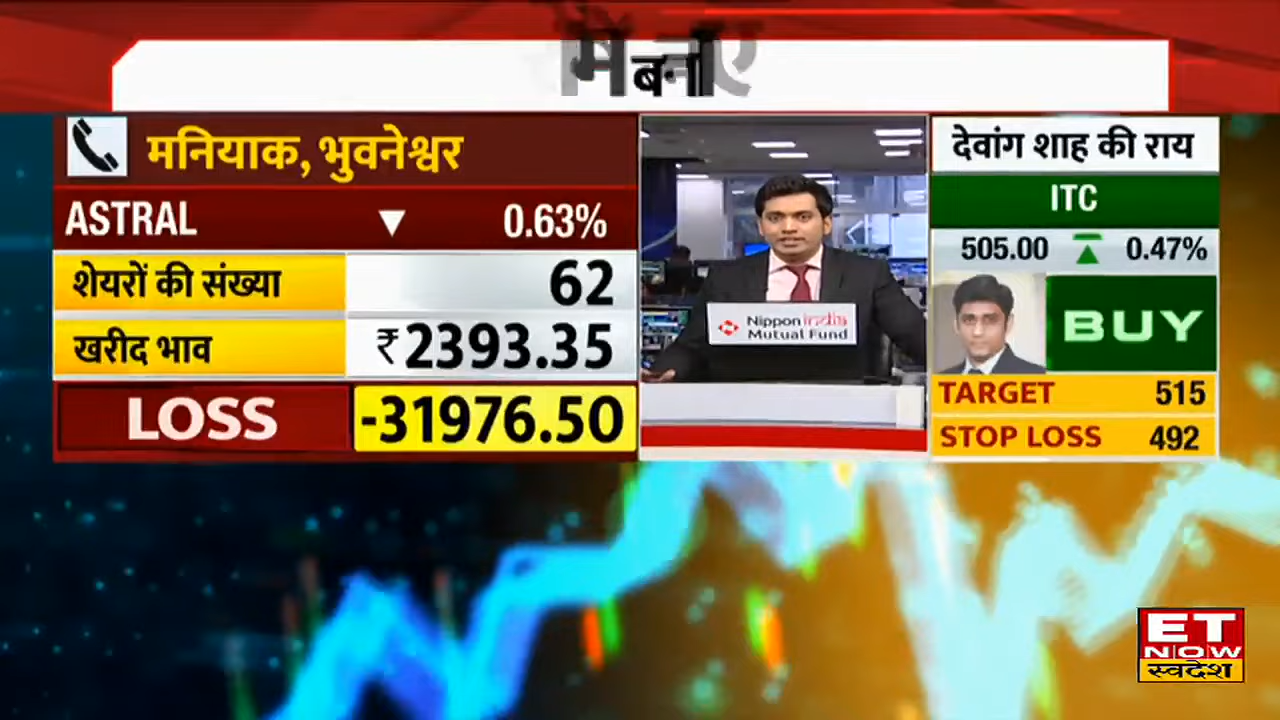 मनियाक, भुवनेश्वर
ASTRAL ▼ 0.63%
शेयरों की संख्या 62
खरीद भाव ₹2393.35
LOSS -31976.50
Nippon india
Mutual Fund
देवांग शाह की राय
ITC
505.00 ▲ 0.47%
BUY
TARGET 515
STOP LOSS 492
ET
NOW
स्वदेश